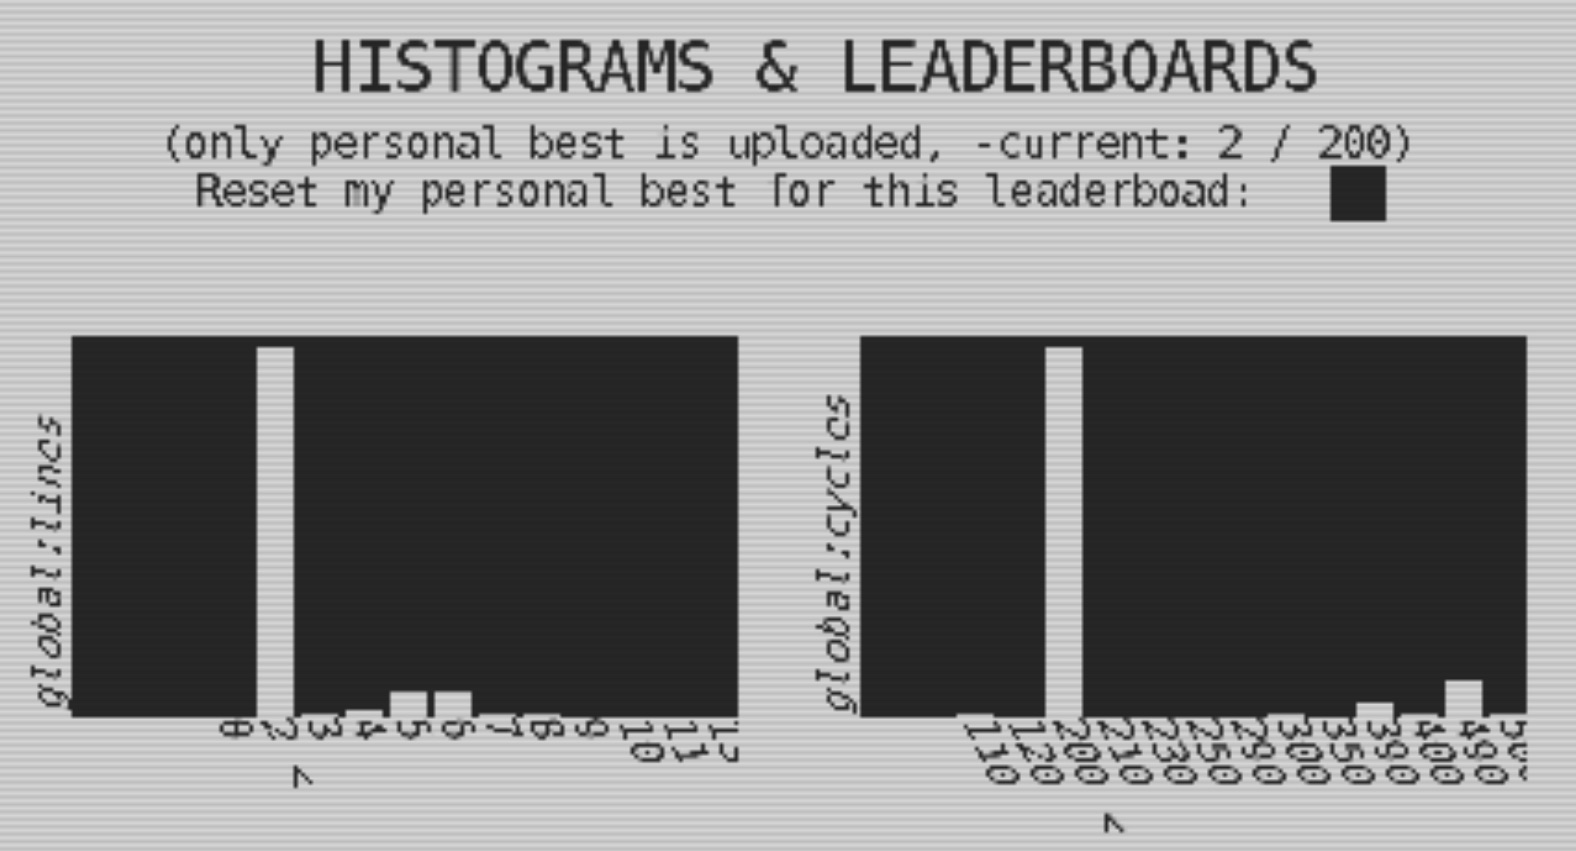 HISTOGRAMS & LEADERBOARDS
(only personal best is uploaded, -current: 2 / 200)
Reset my personal best for this leaderboad:
global:lines
0 2 3 4 5 6 7 8 9 10 11 12
<
global:cycles
110 120 200 210 230 250 290 300 350 390 400 490
<